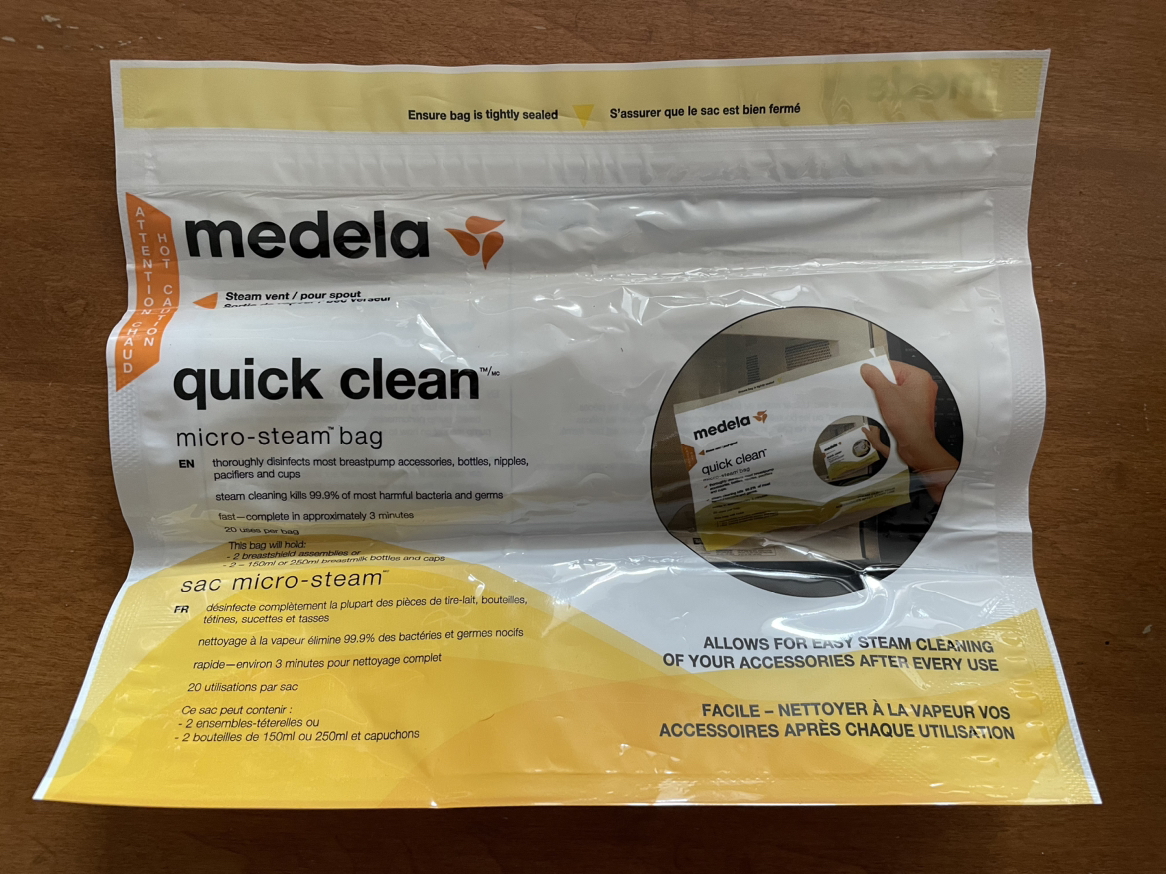 Ensure bag is tightly sealed S'assurer que le sac est bien fermé
ATTENTION CHAUD
HOT CAUTION
medela
Steam vent / pour spout
quick clean™/MC
micro-steam™ bag
EN thoroughly disinfects most breastpump accessories, bottles, nipples,
pacifiers and cups
steam cleaning kills 99.9% of most harmful bacteria and germs
fast—complete in approximately 3 minutes
20 uses per bag
This bag will hold:
- 2 breastshield assemblies or
- 2 – 150ml or 250ml breastmilk bottles and caps
sac micro-steam
FR désinfecte complètement la plupart des pièces de tire-lait, bouteilles,
tétines, sucettes et tasses
nettoyage à la vapeur élimine 99.9% des bactéries et germes nocifs
rapide—environ 3 minutes pour nettoyage complet
20 utilisations par sac
Ce sac peut contenir :
- 2 ensembles-téterelles ou
- 2 bouteilles de 150ml ou 250ml et capuchons
medela
quick clean
micro-steam bag
ALLOWS FOR EASY STEAM CLEANING
OF YOUR ACCESSORIES AFTER EVERY USE
FACILE – NETTOYER À LA VAPEUR VOS
ACCESSOIRES APRÈS CHAQUE UTILISATION